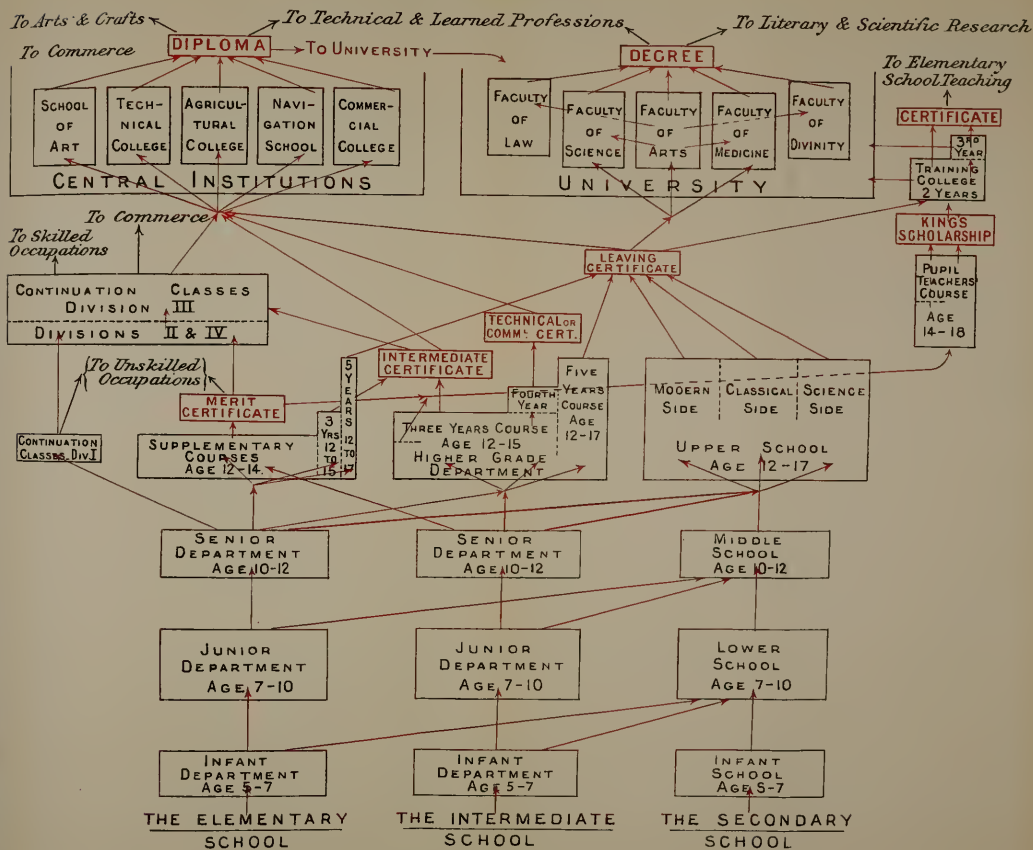 To Arts & Crafts
To Technical & Learned Professions
To Literary & Scientific Research
To Commerce
DIPLOMA
TO UNIVERSITY
DEGREE
To Elementary
School Teaching
SCHOOL
OF
ART
TECH-
NICAL
COLLEGE
AGRICUL-
TURAL
COLLEGE
NAVI-
GATION
SCHOOL
COMMER-
CIAL
COLLEGE
CENTRAL INSTITUTIONS
FACULTY
OF
LAW
FACULTY
OF
SCIENCE
FACULTY
OF
ARTS
FACULTY
OF
MEDICINE
FACULTY
OF
DIVINITY
UNIVERSITY
CERTIFICATE
3RD
YEAR
TRAINING
COLLEGE
2 YEARS
KING'S
SCHOLARSHIP
PUPIL
TEACHERS'
COURSE
AGE
14-18
To Commerce
To Skilled
Occupations
LEAVING
CERTIFICATE
CONTINUATION CLASSES
DIVISION III
DIVISIONS II & IV
TECHNICAL OR
COMML. CERT.
INTERMEDIATE
CERTIFICATE
{To Unskilled}
{Occupations}
MERIT
CERTIFICATE
CONTINUATION
CLASSES. DIV. I
SUPPLEMENTARY
COURSES
AGE 12-14.
3
YRS
12
TO
15
5
YEARS
12
TO
17
FOURTH
YEAR
THREE YEARS COURSE
AGE 12-15
HIGHER GRADE
DEPARTMENT
FIVE
YEARS
COURSE
AGE
12-17
MODERN
SIDE
CLASSICAL
SIDE
SCIENCE
SIDE
UPPER SCHOOL
AGE 12-17
SENIOR
DEPARTMENT
AGE 10-12
SENIOR
DEPARTMENT
AGE 10-12
MIDDLE
SCHOOL
AGE 10-12
JUNIOR
DEPARTMENT
AGE 7-10
JUNIOR
DEPARTMENT
AGE 7-10
LOWER
SCHOOL
AGE 7-10
INFANT
DEPARTMENT
AGE 5-7
INFANT
DEPARTMENT
AGE 5-7
INFANT
SCHOOL
AGE 5-7
THE ELEMENTARY
SCHOOL
THE INTERMEDIATE
SCHOOL
THE SECONDARY
SCHOOL